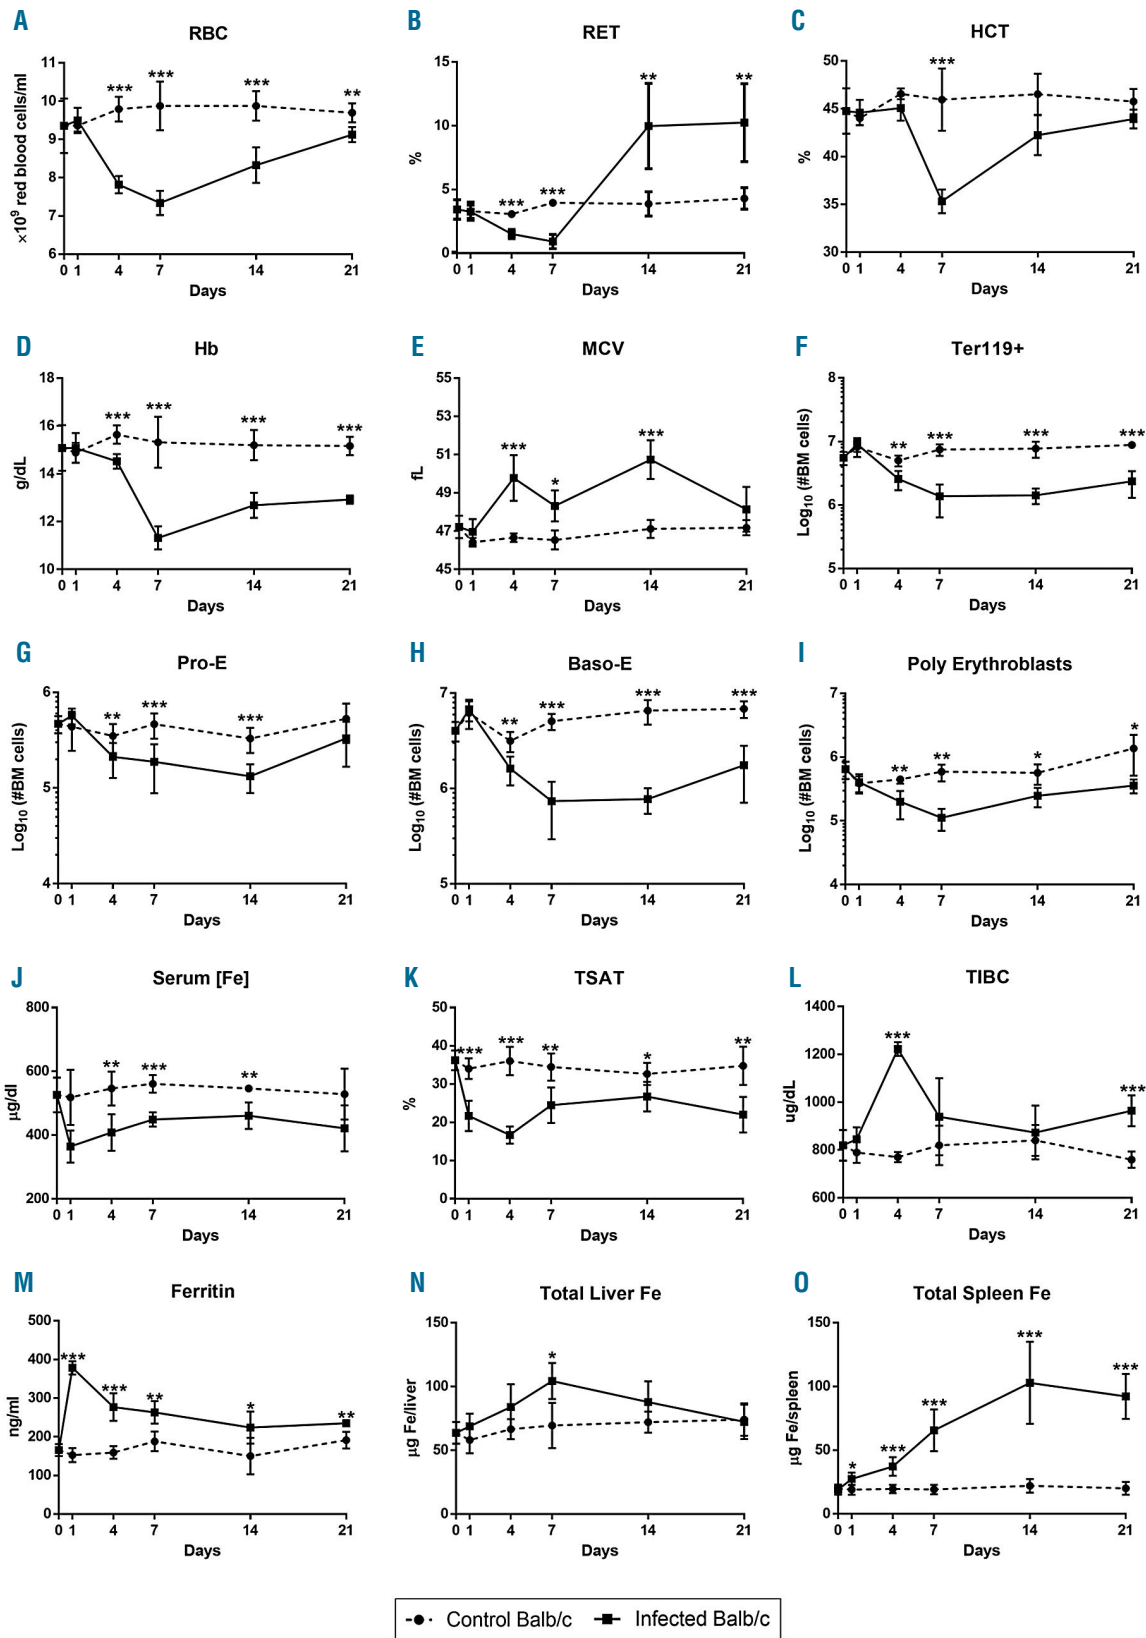 A
RBC
×10⁹ red blood cells/ml
11
10
9
8
7
6
*** *** *** **
0 1 4 7 14 21
Days
B
RET
%
15
10
5
0
*** *** ** **
0 1 4 7 14 21
Days
C
HCT
%
50
45
40
35
30
***
0 1 4 7 14 21
Days
D
Hb
g/dL
18
16
14
12
10
*** *** *** ***
0 1 4 7 14 21
Days
E
MCV
fL
55
53
51
49
47
45
*** * ***
0 1 4 7 14 21
Days
F
Ter119+
Log₁₀ (#BM cells)
8
7
6
5
** *** *** ***
0 1 4 7 14 21
Days
G
Pro-E
Log₁₀ (#BM cells)
6
5
4
** *** ***
0 1 4 7 14 21
Days
H
Baso-E
Log₁₀ (#BM cells)
7
6
5
** *** *** ***
0 1 4 7 14 21
Days
I
Poly Erythroblasts
Log₁₀ (#BM cells)
7
6
5
4
** ** * *
0 1 4 7 14 21
Days
J
Serum [Fe]
µg/dl
800
600
400
200
** *** **
0 1 4 7 14 21
Days
K
TSAT
%
50
40
30
20
10
0
*** *** ** * **
0 1 4 7 14 21
Days
L
TIBC
ug/dL
1400
1200
1000
800
600
*** ***
0 1 4 7 14 21
Days
M
Ferritin
ng/ml
500
400
300
200
100
0
*** *** ** * **
0 1 4 7 14 21
Days
N
Total Liver Fe
µg Fe/liver
150
100
50
0
*
0 1 4 7 14 21
Days
O
Total Spleen Fe
µg Fe/spleen
150
100
50
0
* *** *** *** ***
0 1 4 7 14 21
Days
Control Balb/c Infected Balb/c